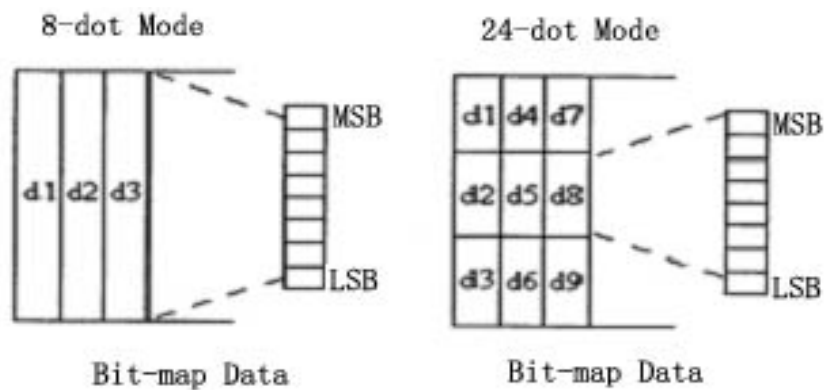 8-dot Mode
d1 d2 d3
MSB
LSB
Bit-map Data
24-dot Mode
d1 d4 d7
d2 d5 d8
d3 d6 d9
MSB
LSB
Bit-map Data